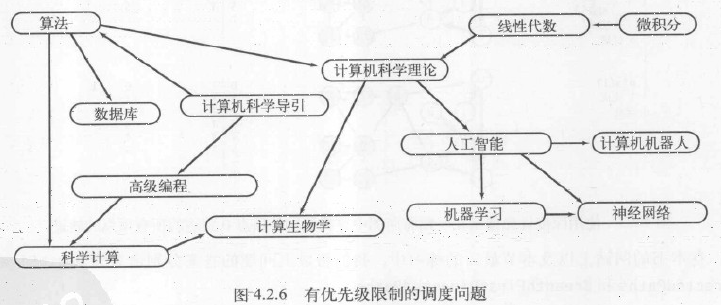 算法
线性代数
微积分
计算机科学理论
数据库
计算机科学导引
人工智能
计算机机器人
高级编程
机器学习
神经网络
计算生物学
科学计算
图4.2.6 有优先级限制的调度问题